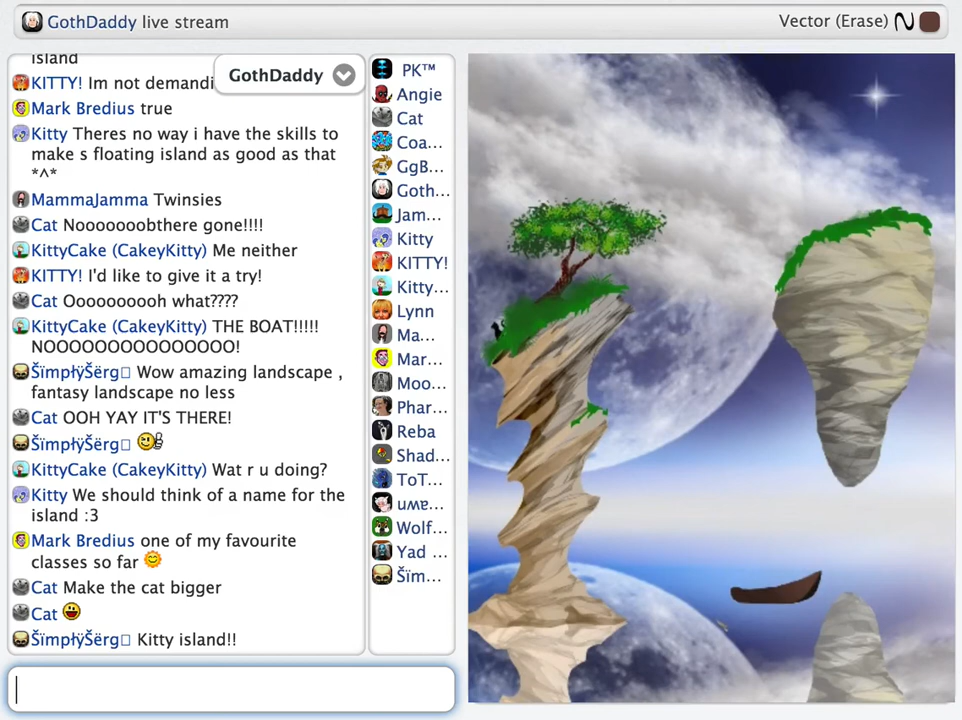 GothDaddy live stream
Vector (Erase)
island
KITTY! Im not demandi
GothDaddy
Mark Bredius true
Kitty Theres no way i have the skills to
make s floating island as good as that
*^*
MammaJamma Twinsies
Cat Nooooooobthere gone!!!!
KittyCake (CakeyKitty) Me neither
KITTY! I'd like to give it a try!
Cat Oooooooooh what????
KittyCake (CakeyKitty) THE BOAT!!!!!
NOOOOOOOOOOOOOOO!
ŠïmpłÿŠërg Wow amazing landscape ,
fantasy landscape no less
Cat OOH YAY IT'S THERE!
ŠïmpłÿŠërg
KittyCake (CakeyKitty) Wat r u doing?
Kitty We should think of a name for the
island :3
Mark Bredius one of my favourite
classes so far
Cat Make the cat bigger
Cat
ŠïmpłÿŠërg Kitty island!!
PK™
Angie
Cat
Coa...
GgB...
Goth...
Jam...
Kitty
KITTY!
Kitty...
Lynn
Ma...
Mar...
Moo...
Phar...
Reba
Shad...
ToT...
uʍɐ...
Wolf...
Yad ...
Šïm...